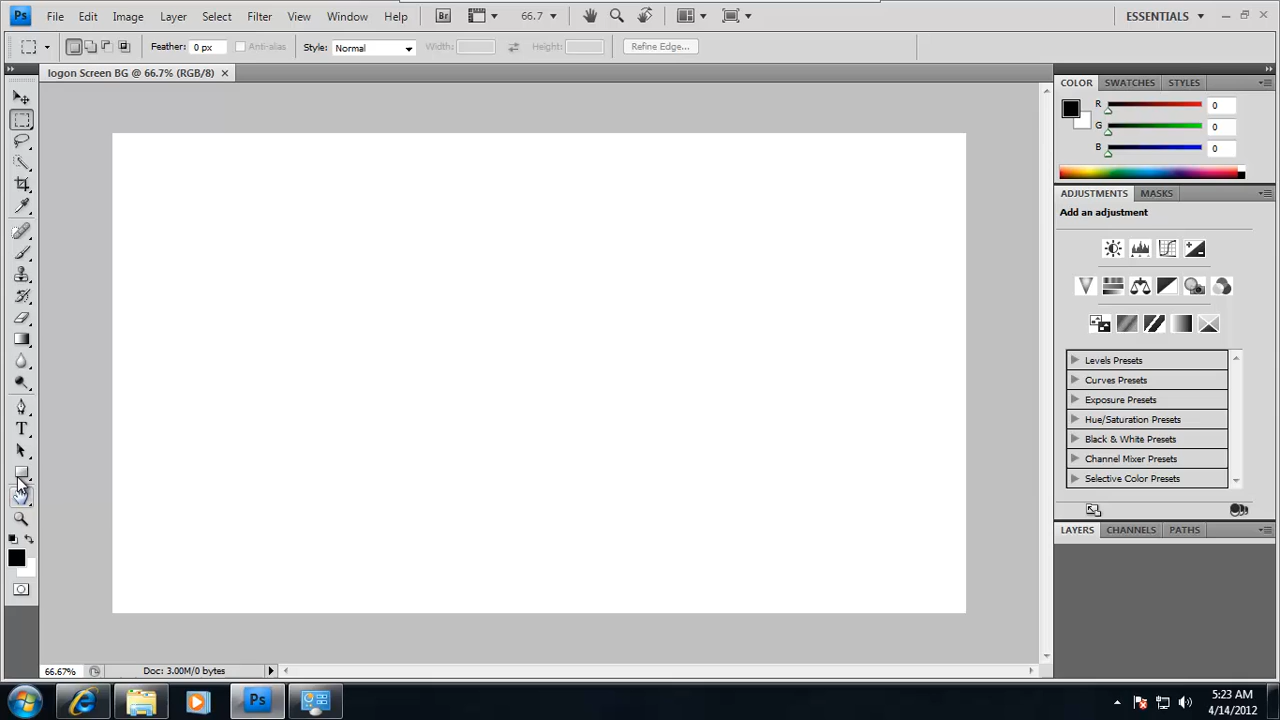 Ps File Edit Image Layer Select Filter View Window Help Br 66.7 ESSENTIALS
Feather: 0 px Anti-alias Style: Normal Width: Height: Refine Edge...
logon Screen BG @ 66.7% (RGB/8)
COLOR SWATCHES STYLES
R 0
G 0
B 0
ADJUSTMENTS MASKS
Add an adjustment
Levels Presets
Curves Presets
Exposure Presets
Hue/Saturation Presets
Black & White Presets
Channel Mixer Presets
Selective Color Presets
T
LAYERS CHANNELS PATHS
66.67% Doc: 3.00M/0 bytes
Ps
5:23 AM
4/14/2012